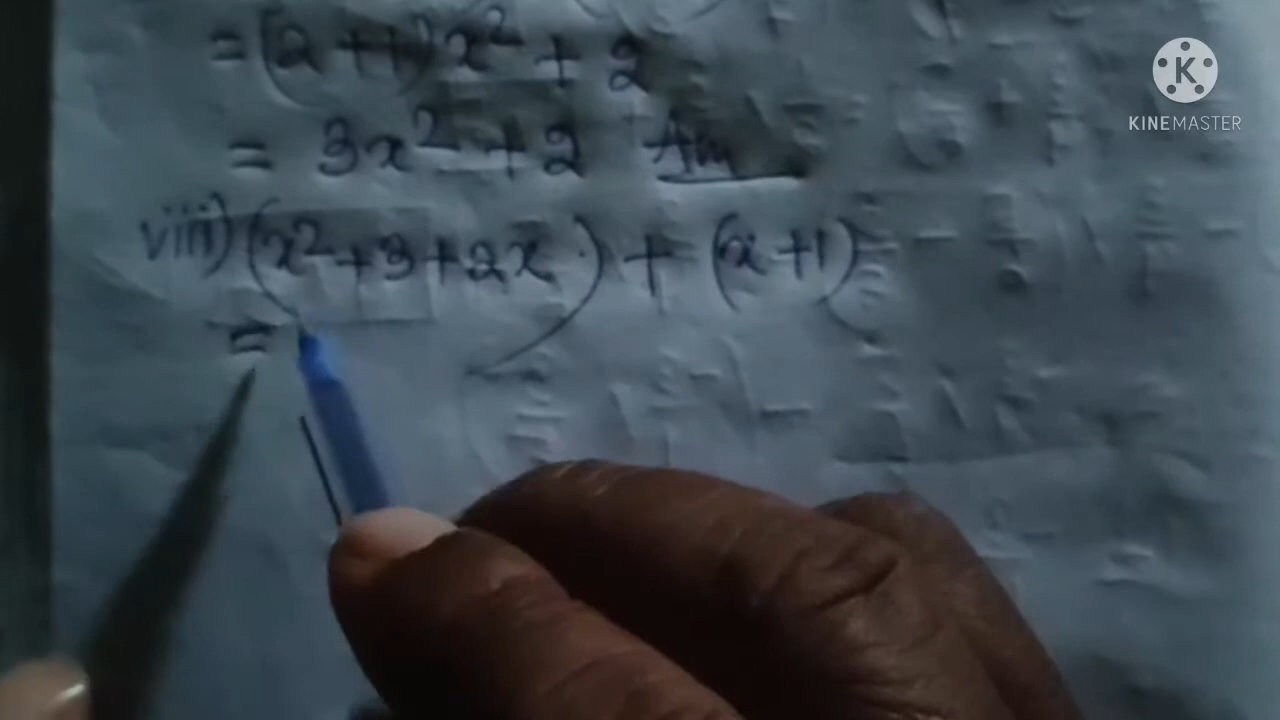 =(2+1)x²+2
= 3x²+2 Ans
K
KINEMASTER
viii) (x²+3+2x) + (x+1)
=